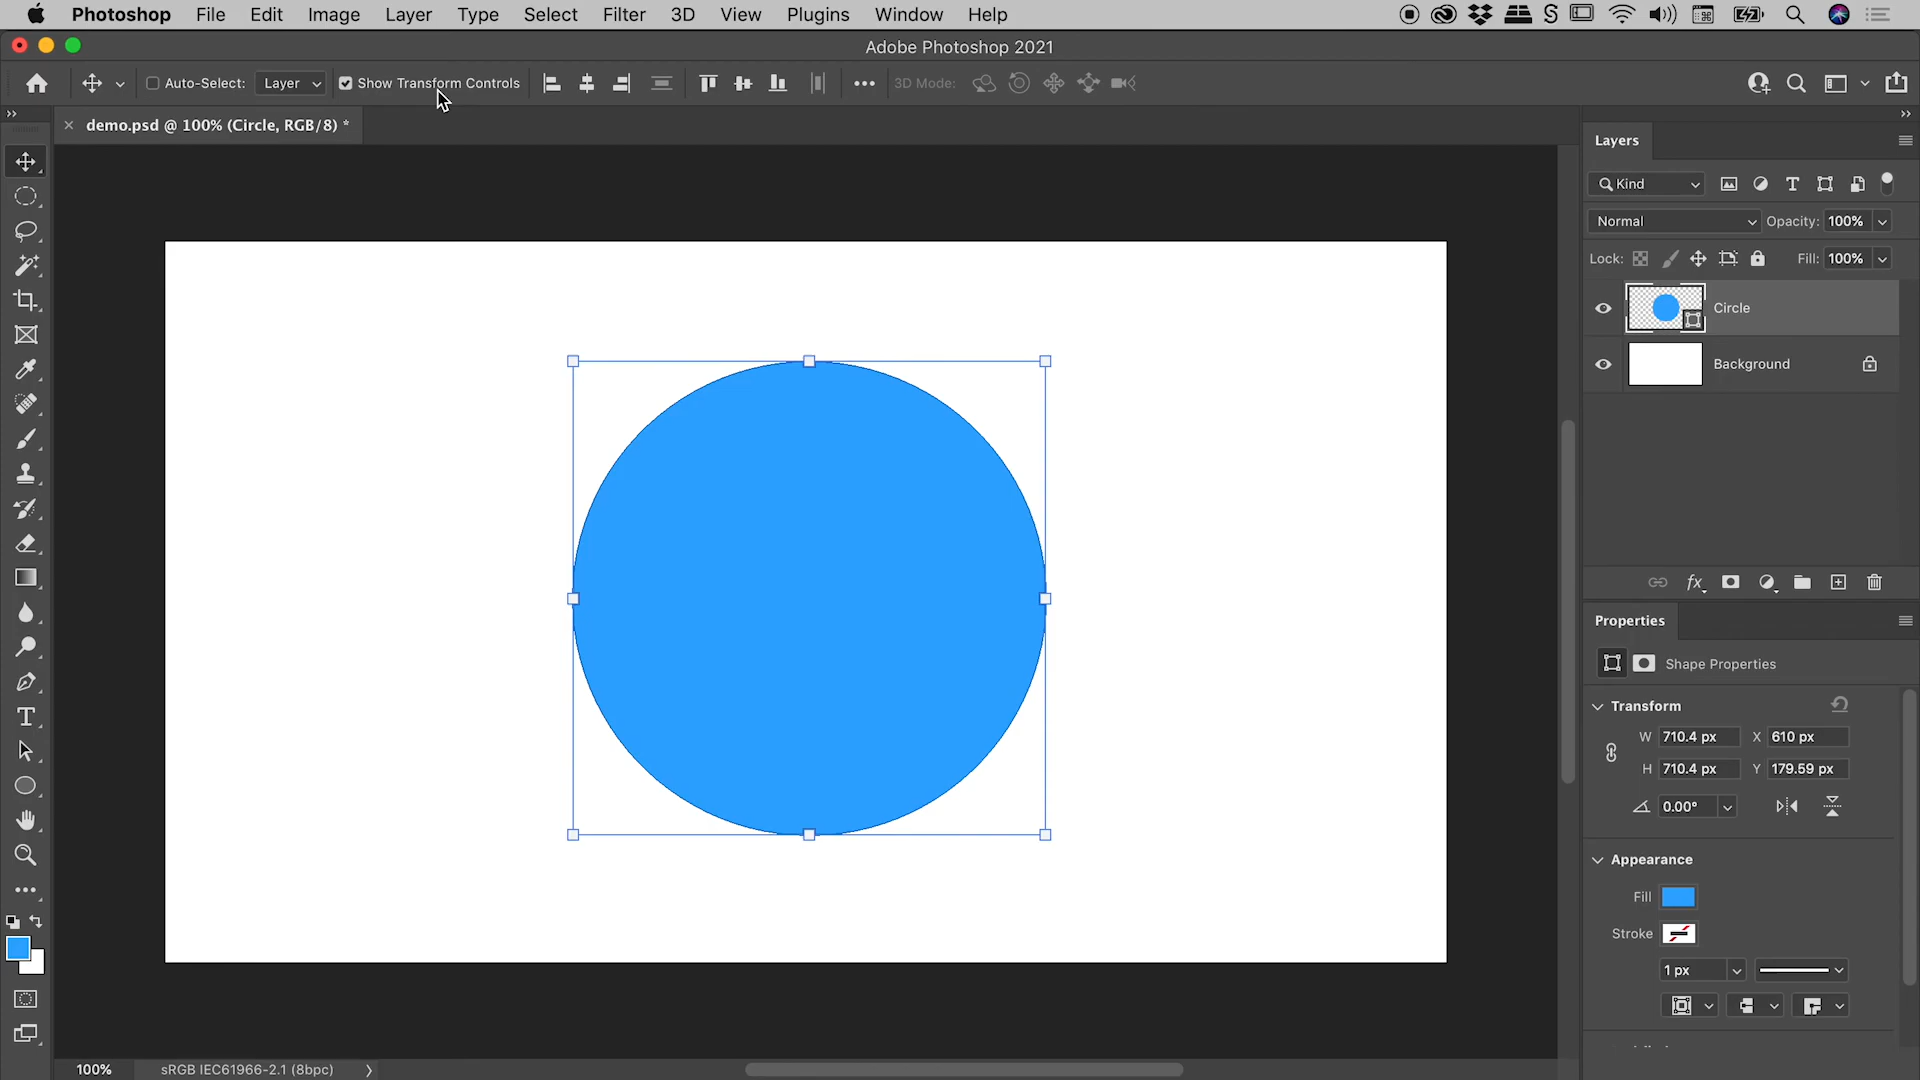 Photoshop File Edit Image Layer Type Select Filter 3D View Plugins Window Help
Adobe Photoshop 2021
Auto-Select: Layer Show Transform Controls 3D Mode:
demo.psd @ 100% (Circle, RGB/8) *
Layers
Kind
Normal Opacity: 100%
Lock: Fill: 100%
Circle
Background
Properties
Shape Properties
Transform
W 710.4 px X 610 px
H 710.4 px Y 179.59 px
0.00°
Appearance
Fill
Stroke
1 px
100% sRGB IEC61966-2.1 (8bpc)